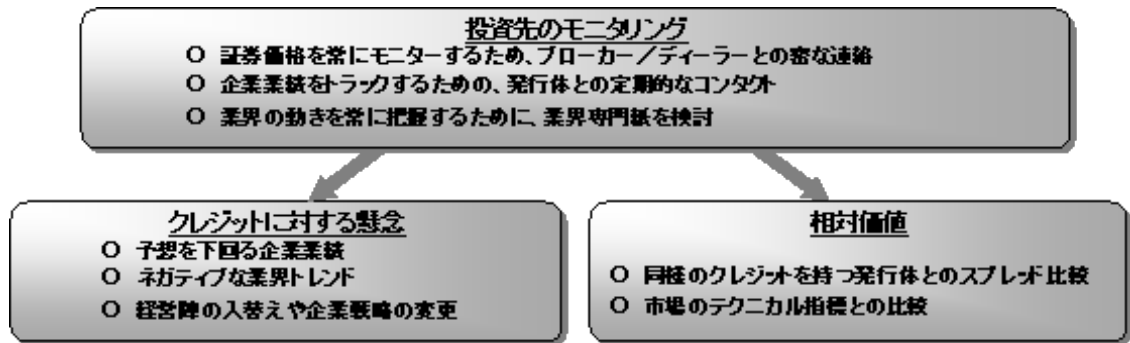 投資先のモニタリング
○ 証券価格を常にモニターするため、ブローカー／ディーラーとの密な連絡
○ 企業業績をトラックするための、発行体との定期的なコンタクト
○ 業界の動きを常に把握するために、業界専門紙を検討
クレジットに対する懸念
○ 予想を下回る企業業績
○ ネガティブな業界トレンド
○ 経営陣の入替えや企業戦略の変更
相対価値
○ 同様のクレジットを持つ発行体とのスプレッド比較
○ 市場のテクニカル指標との比較